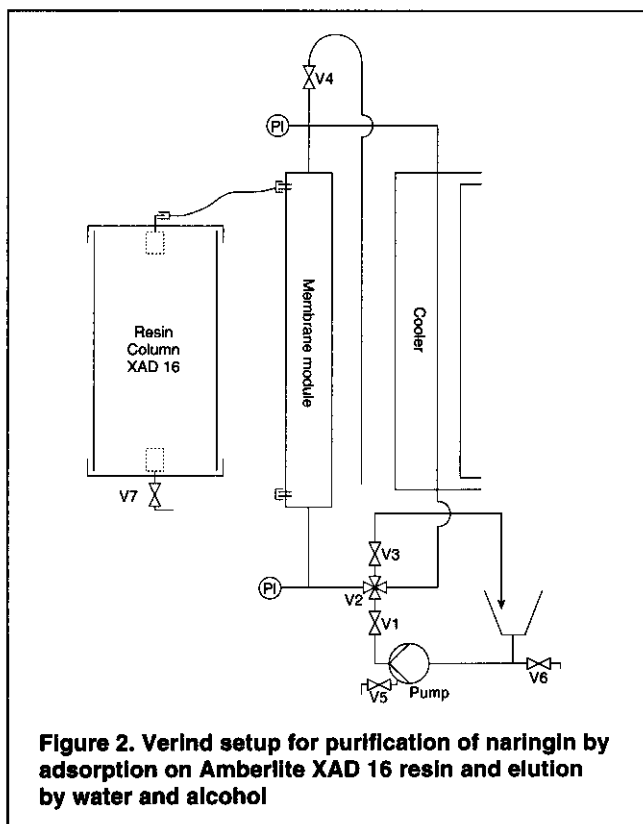 V4
PI
Membrane module
Cooler
Resin
Column
XAD 16
V7
V3
PI
V2
V1
V5
Pump
V6
Figure 2. Verind setup for purification of naringin by
adsorption on Amberlite XAD 16 resin and elution
by water and alcohol